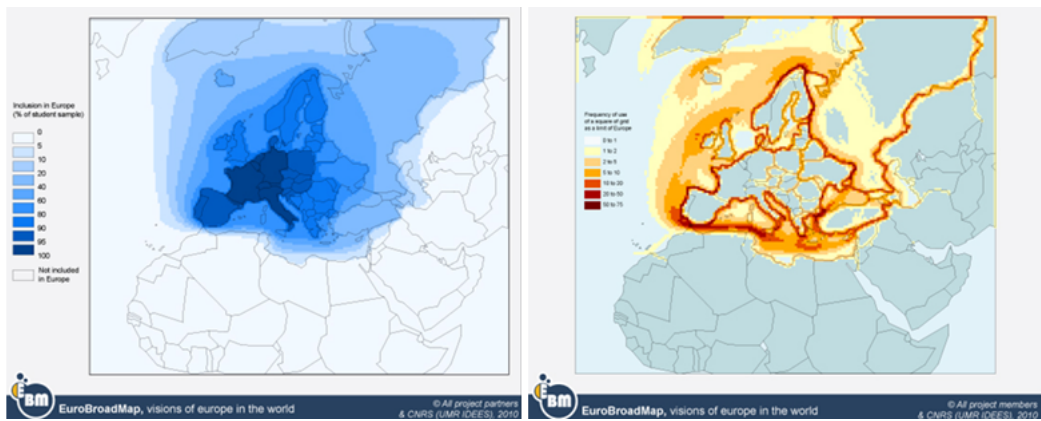 Inclusion in Europe
(% of student sample)
0
5
10
20
40
60
80
90
95
100
Not included
in Europe
EBM
EuroBroadMap, visions of europe in the world
© All project partners
& CNRS (UMR IDEES), 2010
Frequency of use
of a square of grid
as a limit of Europe
0 to 1
1 to 2
2 to 5
5 to 10
10 to 20
20 to 50
50 to 75
EBM
EuroBroadMap, visions of europe in the world
© All project members
& CNRS (UMR IDEES), 2010